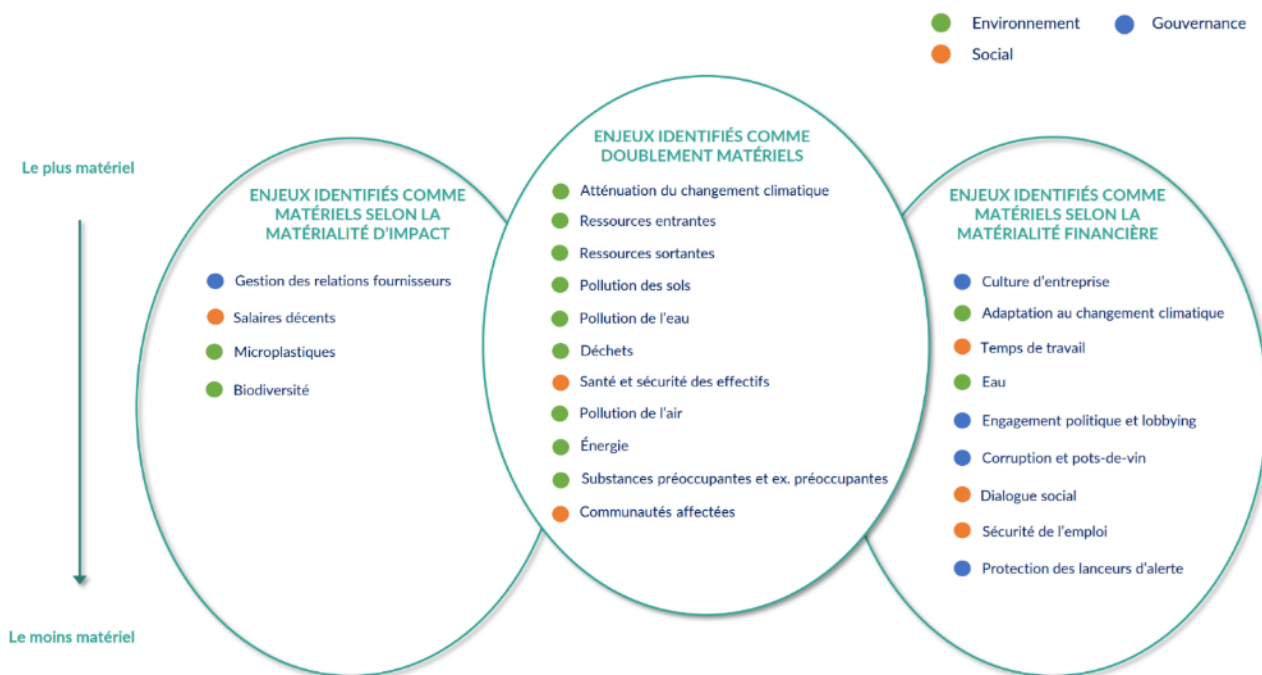 Environnement
Gouvernance
Social
Le plus matériel
Le moins matériel
ENJEUX IDENTIFIÉS COMME
MATÉRIELS SELON LA
MATÉRIALITÉ D'IMPACT
Gestion des relations fournisseurs
Salaires décents
Microplastiques
Biodiversité
ENJEUX IDENTIFIÉS COMME
DOUBLEMENT MATÉRIELS
Atténuation du changement climatique
Ressources entrantes
Ressources sortantes
Pollution des sols
Pollution de l'eau
Déchets
Santé et sécurité des effectifs
Pollution de l'air
Énergie
Substances préoccupantes et ex. préoccupantes
Communautés affectées
ENJEUX IDENTIFIÉS COMME
MATÉRIELS SELON LA
MATÉRIALITÉ FINANCIÈRE
Culture d'entreprise
Adaptation au changement climatique
Temps de travail
Eau
Engagement politique et lobbying
Corruption et pots-de-vin
Dialogue social
Sécurité de l'emploi
Protection des lanceurs d'alerte